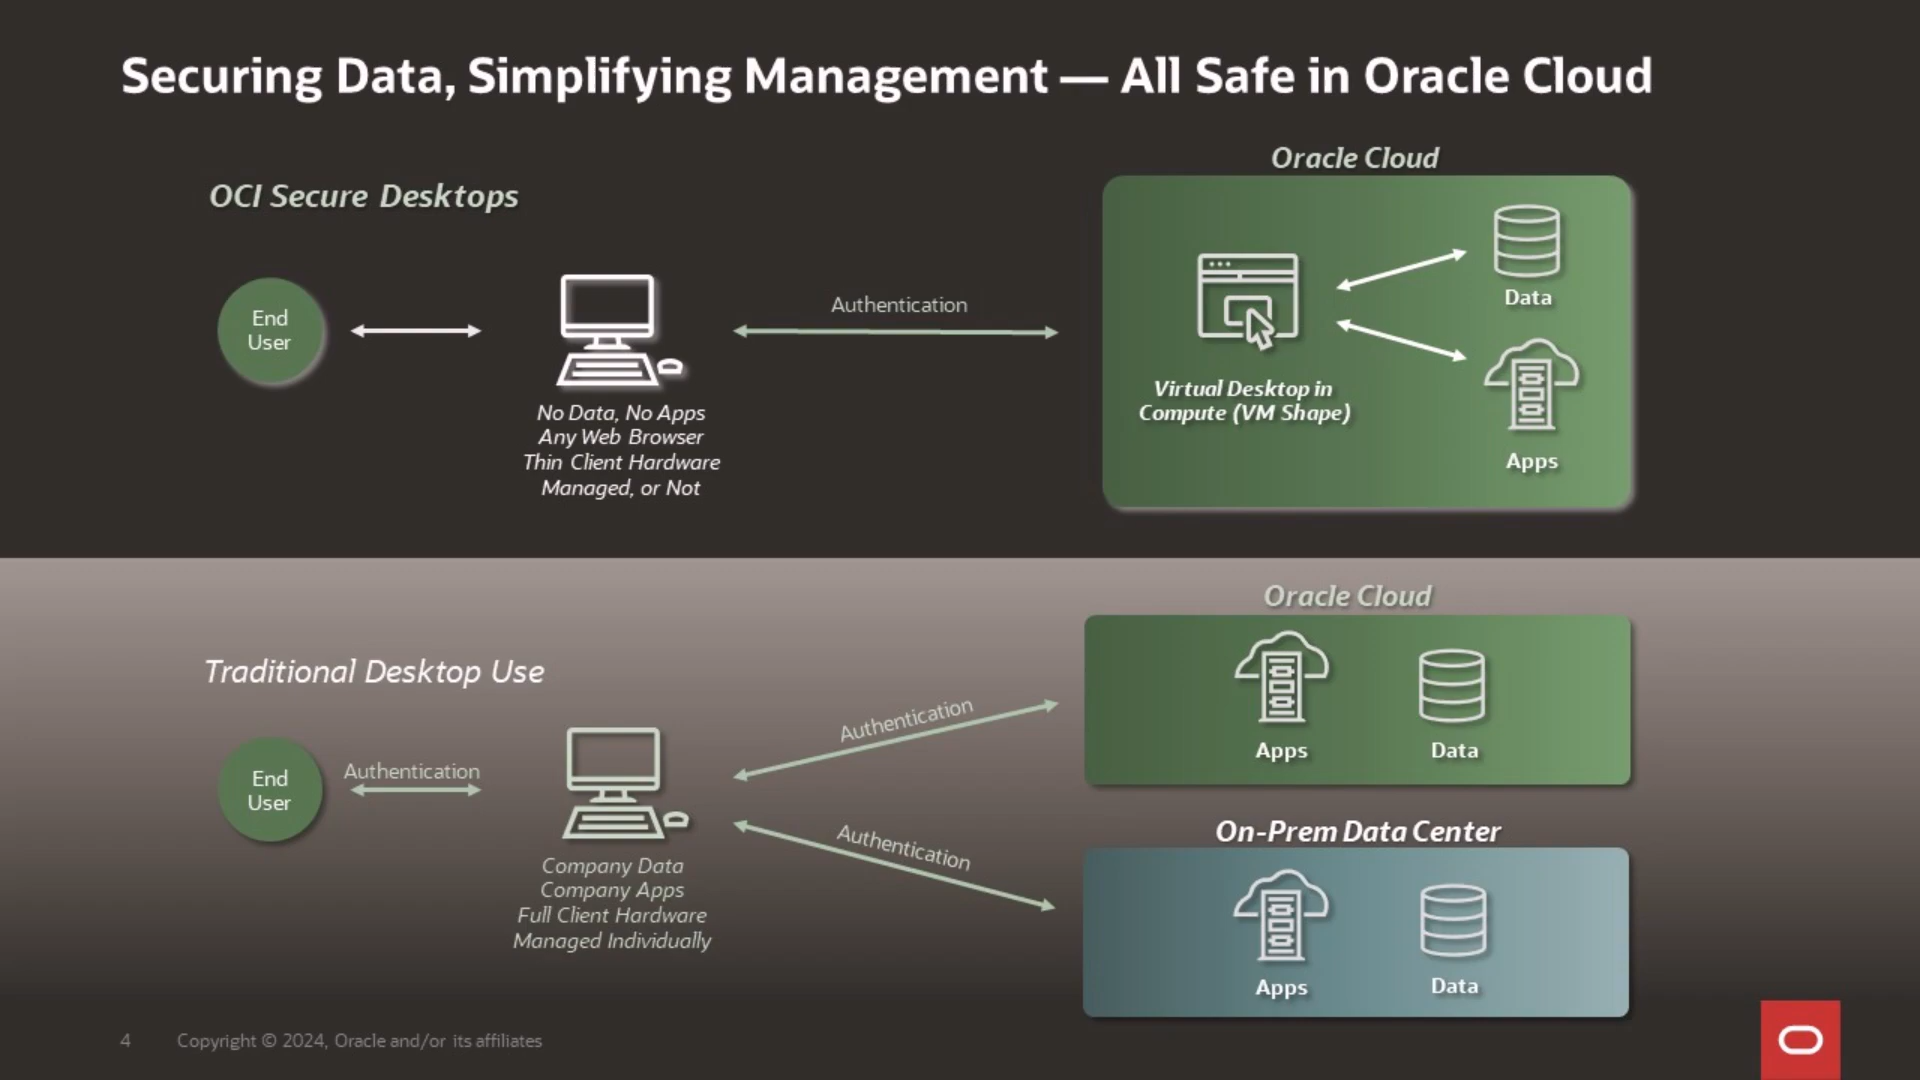 Securing Data, Simplifying Management — All Safe in Oracle Cloud
OCI Secure Desktops
Oracle Cloud
End
User
Authentication
No Data, No Apps
Any Web Browser
Thin Client Hardware
Managed, or Not
Virtual Desktop in
Compute (VM Shape)
Data
Apps
Traditional Desktop Use
End
User
Authentication
Company Data
Company Apps
Full Client Hardware
Managed Individually
Authentication
Authentication
Oracle Cloud
Apps
Data
On-Prem Data Center
Apps
Data
4
Copyright © 2024, Oracle and/or its affiliates